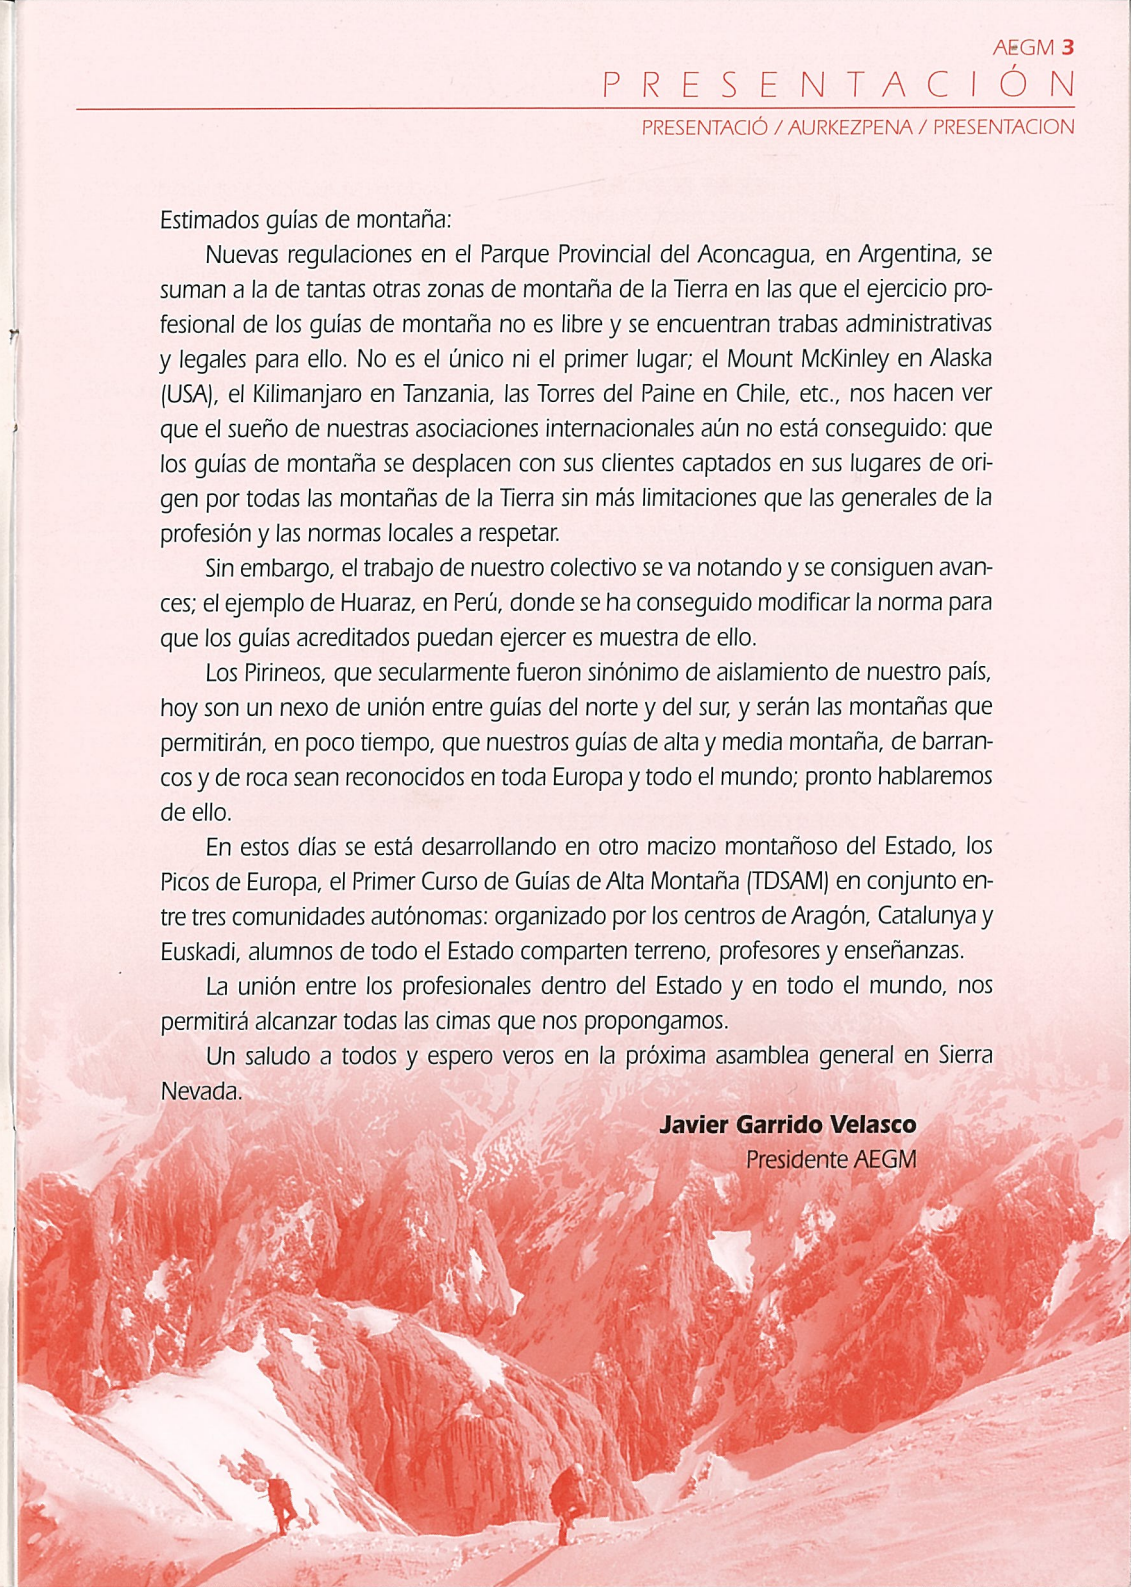 AEGM 3
PRESENTACIÓN
PRESENTACIÓ / AURKEZPENA / PRESENTACION
Estimados guías de montaña:
Nuevas regulaciones en el Parque Provincial del Aconcagua, en Argentina, se
suman a la de tantas otras zonas de montaña de la Tierra en las que el ejercicio pro-
fesional de los guías de montaña no es libre y se encuentran trabas administrativas
y legales para ello. No es el único ni el primer lugar; el Mount McKinley en Alaska
(USA), el Kilimanjaro en Tanzania, las Torres del Paine en Chile, etc., nos hacen ver
que el sueño de nuestras asociaciones internacionales aún no está conseguido: que
los guías de montaña se desplacen con sus clientes captados en sus lugares de ori-
gen por todas las montañas de la Tierra sin más limitaciones que las generales de la
profesión y las normas locales a respetar.
Sin embargo, el trabajo de nuestro colectivo se va notando y se consiguen avan-
ces; el ejemplo de Huaraz, en Perú, donde se ha conseguido modificar la norma para
que los guías acreditados puedan ejercer es muestra de ello.
Los Pirineos, que secularmente fueron sinónimo de aislamiento de nuestro país,
hoy son un nexo de unión entre guías del norte y del sur, y serán las montañas que
permitirán, en poco tiempo, que nuestros guías de alta y media montaña, de barran-
cos y de roca sean reconocidos en toda Europa y todo el mundo; pronto hablaremos
de ello.
En estos días se está desarrollando en otro macizo montañoso del Estado, los
Picos de Europa, el Primer Curso de Guías de Alta Montaña (TDSAM) en conjunto en-
tre tres comunidades autónomas: organizado por los centros de Aragón, Catalunya y
Euskadi, alumnos de todo el Estado comparten terreno, profesores y enseñanzas.
La unión entre los profesionales dentro del Estado y en todo el mundo, nos
permitirá alcanzar todas las cimas que nos propongamos.
Un saludo a todos y espero veros en la próxima asamblea general en Sierra
Nevada.
Javier Garrido Velasco
Presidente AEGM